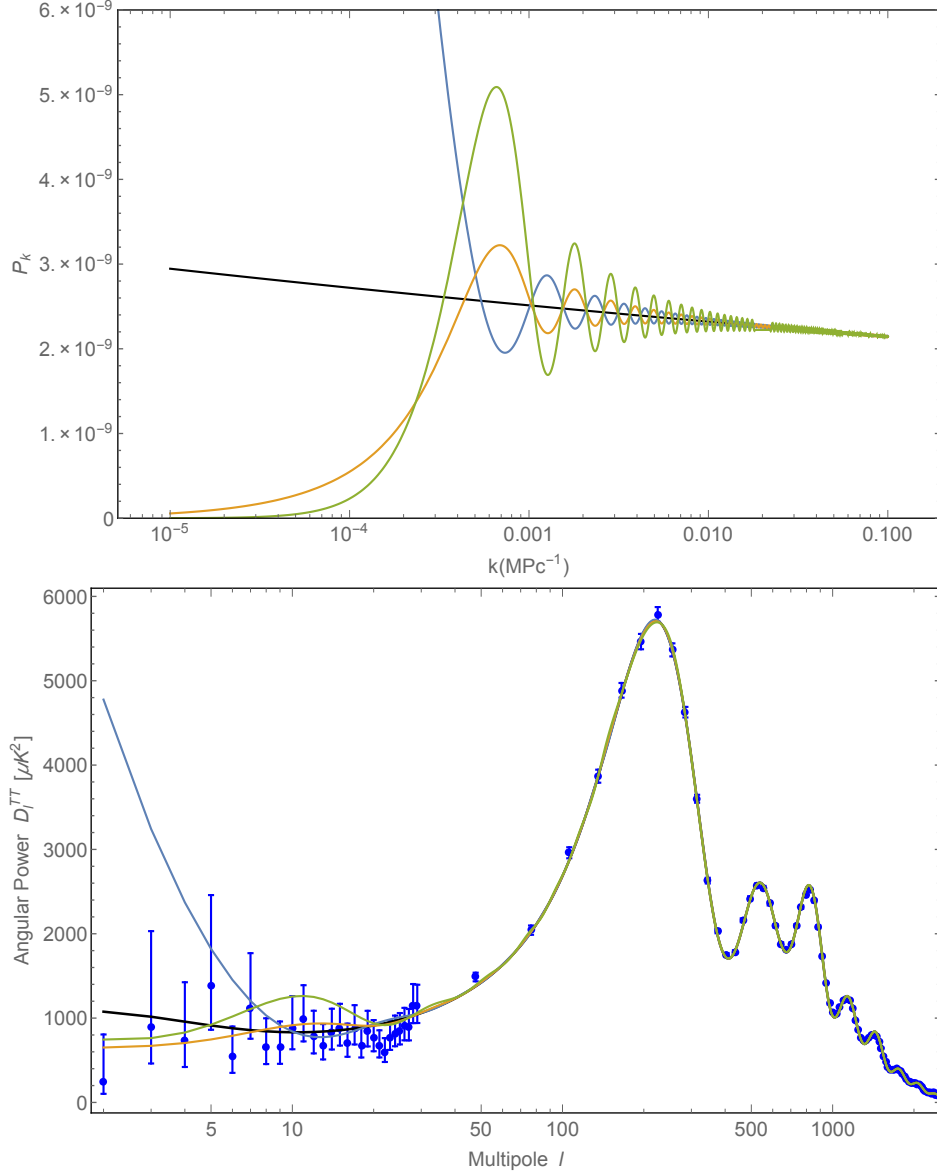 6. × 10⁻⁹
5. × 10⁻⁹
4. × 10⁻⁹
3. × 10⁻⁹
2. × 10⁻⁹
1. × 10⁻⁹
0
P_k
10⁻⁵ 10⁻⁴ 0.001 0.010 0.100
k(MPc⁻¹)
6000
5000
4000
3000
2000
1000
0
Angular Power D_l^TT [μK²]
5 10 50 100 500 1000
Multipole l